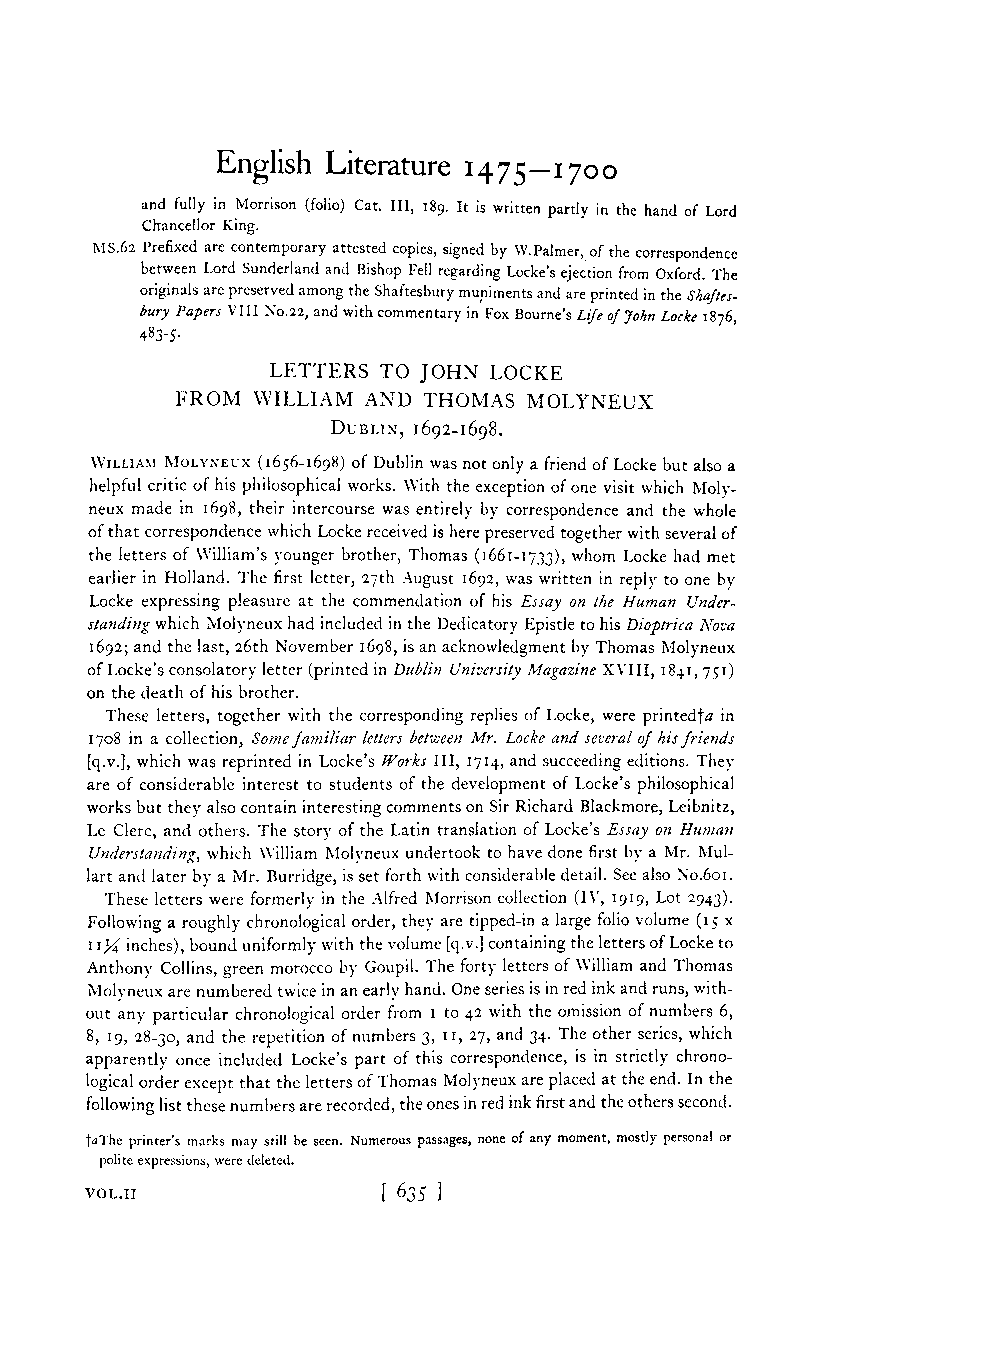 English Literature 1475—1700
and fully in Morrison (folio) Cat. III, 189. It is written partly in the hand of Lord
Chancellor King.
MS.62 Prefixed are contemporary attested copies, signed by W.Palmer, of the correspondence
between Lord Sunderland and Bishop Fell regarding Locke's ejection from Oxford. The
originals are preserved among the Shaftesbury muniments and are printed in the Shaftes-
bury Papers VIII No.22, and with commentary in Fox Bourne's Life of John Locke 1876,
483-5.
LETTERS TO JOHN LOCKE
FROM WILLIAM AND THOMAS MOLYNEUX
DUBLIN, 1692-1698.
WILLIAM MOLYNEUX (1656-1698) of Dublin was not only a friend of Locke but also a
helpful critic of his philosophical works. With the exception of one visit which Moly-
neux made in 1698, their intercourse was entirely by correspondence and the whole
of that correspondence which Locke received is here preserved together with several of
the letters of William's younger brother, Thomas (1661-1733), whom Locke had met
earlier in Holland. The first letter, 27th August 1692, was written in reply to one by
Locke expressing pleasure at the commendation of his Essay on the Human Under-
standing which Molyneux had included in the Dedicatory Epistle to his Dioptrica Nova
1692; and the last, 26th November 1698, is an acknowledgment by Thomas Molyneux
of Locke's consolatory letter (printed in Dublin University Magazine XVIII, 1841, 751)
on the death of his brother.
These letters, together with the corresponding replies of Locke, were printed†a in
1708 in a collection, Some familiar letters between Mr. Locke and several of his friends
[q.v.], which was reprinted in Locke's Works III, 1714, and succeeding editions. They
are of considerable interest to students of the development of Locke's philosophical
works but they also contain interesting comments on Sir Richard Blackmore, Leibnitz,
Le Clerc, and others. The story of the Latin translation of Locke's Essay on Human
Understanding, which William Molyneux undertook to have done first by a Mr. Mul-
lart and later by a Mr. Burridge, is set forth with considerable detail. See also No.601.
These letters were formerly in the Alfred Morrison collection (IV, 1919, Lot 2943).
Following a roughly chronological order, they are tipped-in a large folio volume (15 x
11¼ inches), bound uniformly with the volume [q.v.] containing the letters of Locke to
Anthony Collins, green morocco by Goupil. The forty letters of William and Thomas
Molyneux are numbered twice in an early hand. One series is in red ink and runs, with-
out any particular chronological order from 1 to 42 with the omission of numbers 6,
8, 19, 28-30, and the repetition of numbers 3, 11, 27, and 34. The other series, which
apparently once included Locke's part of this correspondence, is in strictly chrono-
logical order except that the letters of Thomas Molyneux are placed at the end. In the
following list these numbers are recorded, the ones in red ink first and the others second.
†aThe printer's marks may still be seen. Numerous passages, none of any moment, mostly personal or
polite expressions, were deleted.
VOL.II [ 635 ]